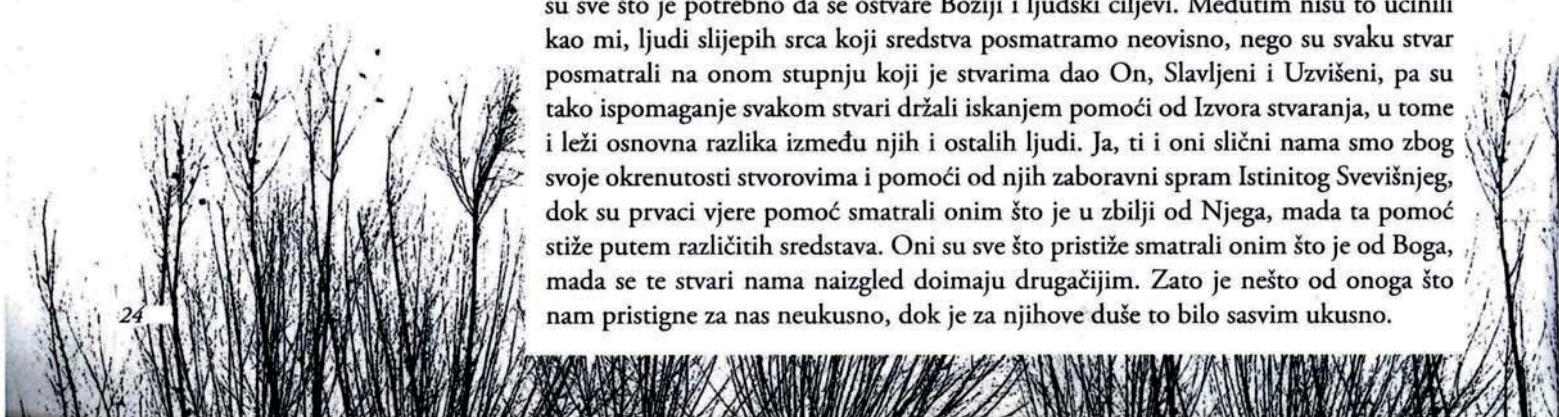 su sve što je potrebno da se ostvare Božiji i ljudski ciljevi. Međutim nisu to učinili
kao mi, ljudi slijepih srca koji sredstva posmatramo neovisno, nego su svaku stvar
posmatrali na onom stupnju koji je stvarima dao On, Slavljeni i Uzvišeni, pa su
tako ispomaganje svakom stvari držali iskanjem pomoći od Izvora stvaranja, u tome
i leži osnovna razlika između njih i ostalih ljudi. Ja, ti i oni slični nama smo zbog
svoje okrenutosti stvorovima i pomoći od njih zaboravni spram Istinitog Svevišnjeg,
dok su prvaci vjere pomoć smatrali onim što je u zbilji od Njega, mada ta pomoć
stiže putem različitih sredstava. Oni su sve što pristiže smatrali onim što je od Boga,
mada se te stvari nama naizgled doimaju drugačijim. Zato je nešto od onoga što
nam pristigne za nas neukusno, dok je za njihove duše to bilo sasvim ukusno.
24